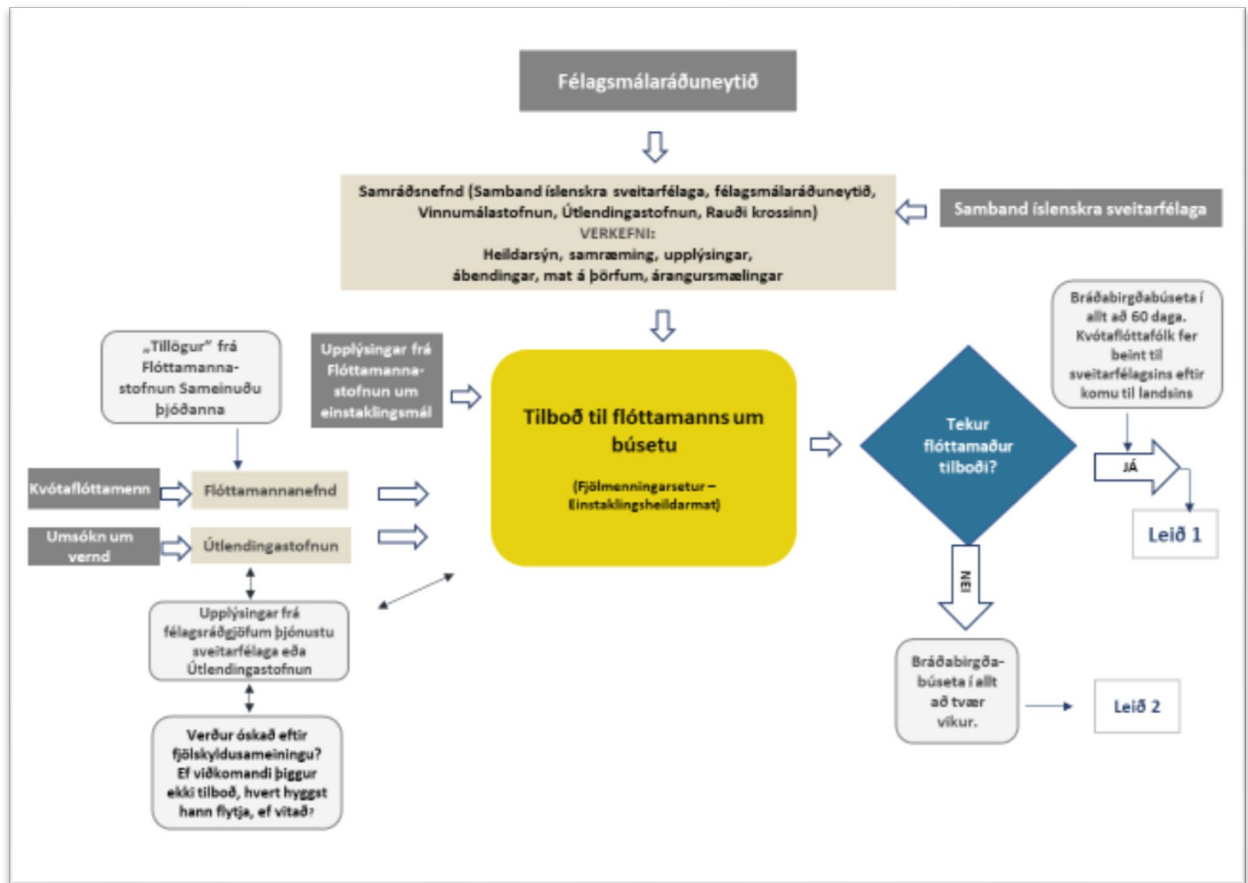 Félagsmálaráðuneytið
Samráðsnefnd (Samband íslenskra sveitarfélaga, félagsmálaráðuneytið,
Vinnumálastofnun, Útlendingastofnun, Rauði krossinn)
VERKEFNI:
Heildarsýn, samræming, upplýsingar,
ábendingar, mat á þörfum, árangursmælingar
Samband íslenskra sveitarfélaga
„Tillögur” frá
Flóttamanna-
stofnun Sameinuðu
þjóðanna
Upplýsingar frá
Flóttamanna-
stofnun um
einstaklingsmál
Tilboð til flóttamanns um
búsetu
(Fjölmenningarsetur –
Einstaklingsheildarmat)
Tekur
flóttamaður
tilboði?
Bráðabirgðabúseta í
allt að 60 daga.
Kvótaflóttafólk fer
beint til
sveitarfélagsins eftir
komu til landsins
JÁ
Leið 1
Kvótaflóttamenn
Flóttamannanefnd
Umsókn um
vernd
Útlendingastofnun
NEI
Upplýsingar frá
félagsráðgjöfum þjónustu
sveitarfélaga eða
Útlendingastofnun
Bráðabirgða-
búseta í allt
að tvær
vikur.
Leið 2
Verður óskað eftir
fjölskyldusameiningu?
Ef viðkomandi þiggur
ekki tilboð, hvert hyggst
hann flytja, ef vitað?